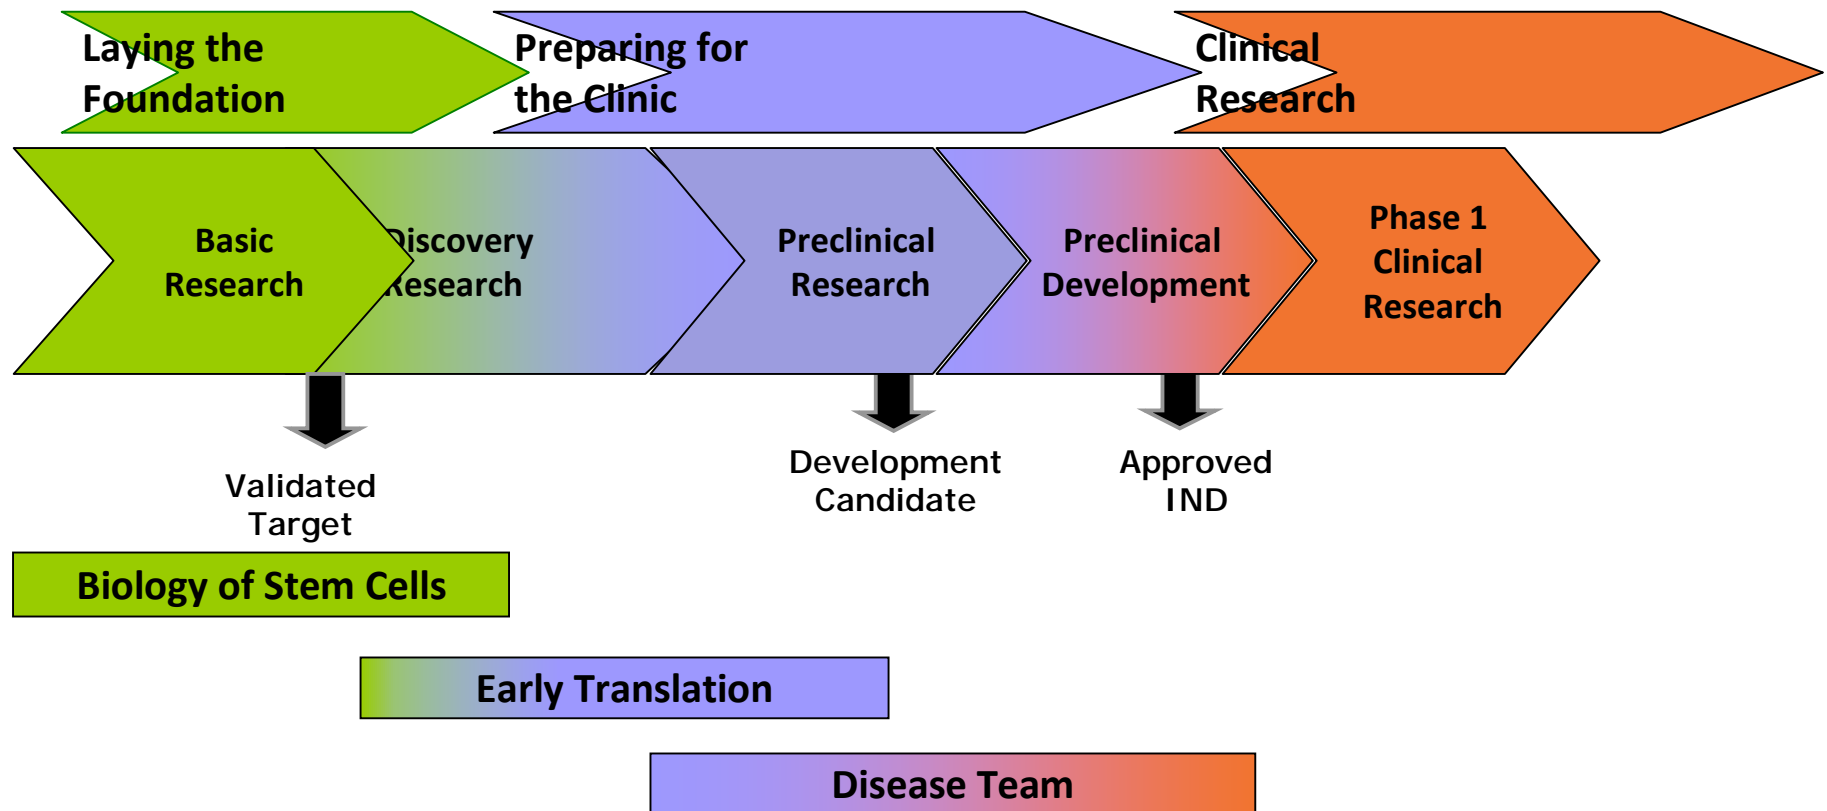 Laying the
Foundation
Preparing for
the Clinic
Clinical
Research
Basic
Research
Discovery
Research
Preclinical
Research
Preclinical
Development
Phase 1
Clinical
Research
Validated
Target
Development
Candidate
Approved
IND
Biology of Stem Cells
Early Translation
Disease Team